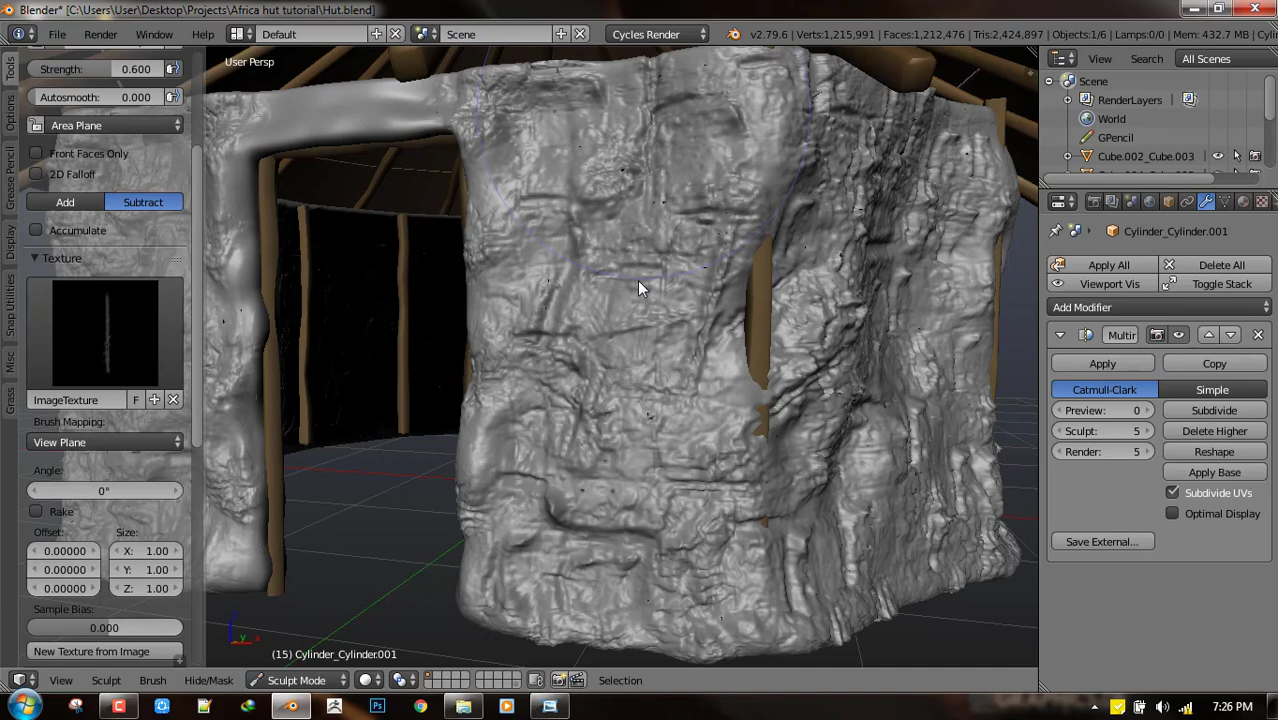 Blender* [C:\Users\User\Desktop\Projects\Africa hut tutorial\Hut.blend]
File Render Window Help Default Scene Cycles Render v2.79.6 | Verts:1,215,991 | Faces:1,212,476 | Tris:2,424,897 | Objects:1/6 | Lamps:0/0 | Mem: 432.7 MB | Cylin
Tools
Options
Grease Pencil
Display
Snap Utilities
Misc
Grass
Strength: 0.600
Autosmooth: 0.000
Area Plane
Front Faces Only
2D Falloff
Add Subtract
Accumulate
Texture
ImageTexture F
Brush Mapping:
View Plane
Angle:
0°
Rake
Offset: Size:
0.00000 X: 1.00
0.00000 Y: 1.00
0.00000 Z: 1.00
Sample Bias:
0.000
New Texture from Image
User Persp
z
y x
(15) Cylinder_Cylinder.001
View Sculpt Brush Hide/Mask Sculpt Mode Selection
View Search All Scenes
Scene
RenderLayers
World
GPencil
Cube.002_Cube.003
Cylinder_Cylinder.001
Apply All Delete All
Viewport Vis Toggle Stack
Add Modifier
Multir
Apply Copy
Catmull-Clark Simple
Preview: 0 Subdivide
Sculpt: 5 Delete Higher
Render: 5 Reshape
Apply Base
Subdivide UVs
Optimal Display
Save External...
Ps
7:26 PM